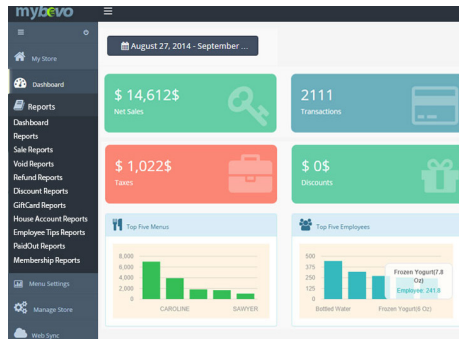 mybevo
August 27, 2014 - September ...
My Store
Dashboard
Reports
Dashboard
Reports
Sale Reports
Void Reports
Refund Reports
Discount Reports
GiftCard Reports
House Account Reports
Employee Tips Reports
PaidOut Reports
Membership Reports
Menu Settings
Manage Store
Web Sync
$ 14,612$
Net Sales
2111
Transactions
$ 1,022$
Taxes
$ 0$
Discounts
Top Five Menus
8,000
6,000
4,000
2,000
0
CAROLINE
SAWYER
Top Five Employees
500
375
250
125
0
Bottled Water
Frozen Yogurt(6 Oz)
Frozen Yogurt(7.8
Oz)
Employee: 241.8